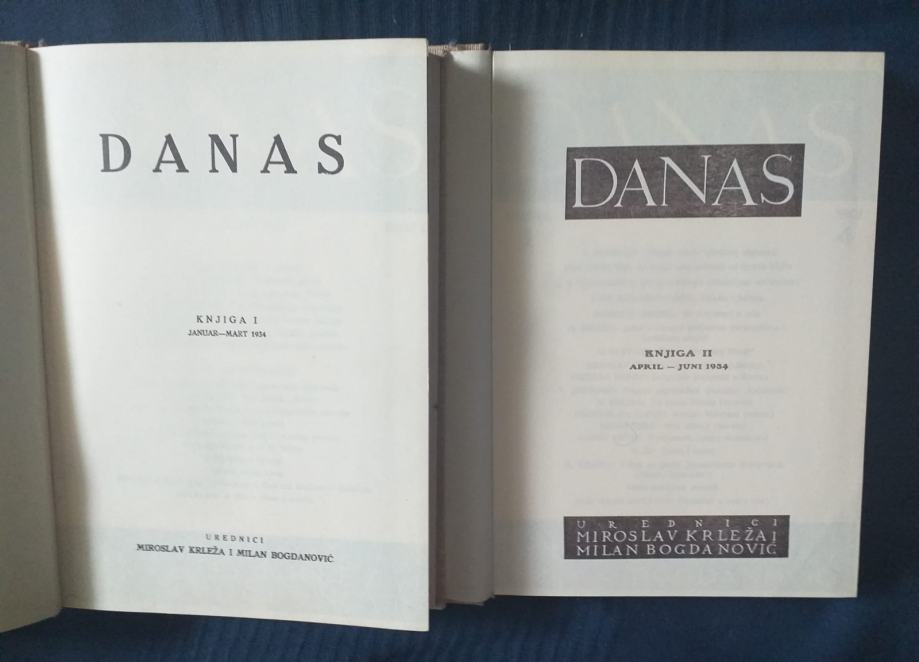 DANAS
KNJIGA I
JANUAR—MART 1934
UREDNICI
MIROSLAV KRLEŽA I MILAN BOGDANOVIĆ
DANAS
KNJIGA II
APRIL — JUNI 1934
UREDNICI
MIROSLAV KRLEŽA I
MILAN BOGDANOVIĆ